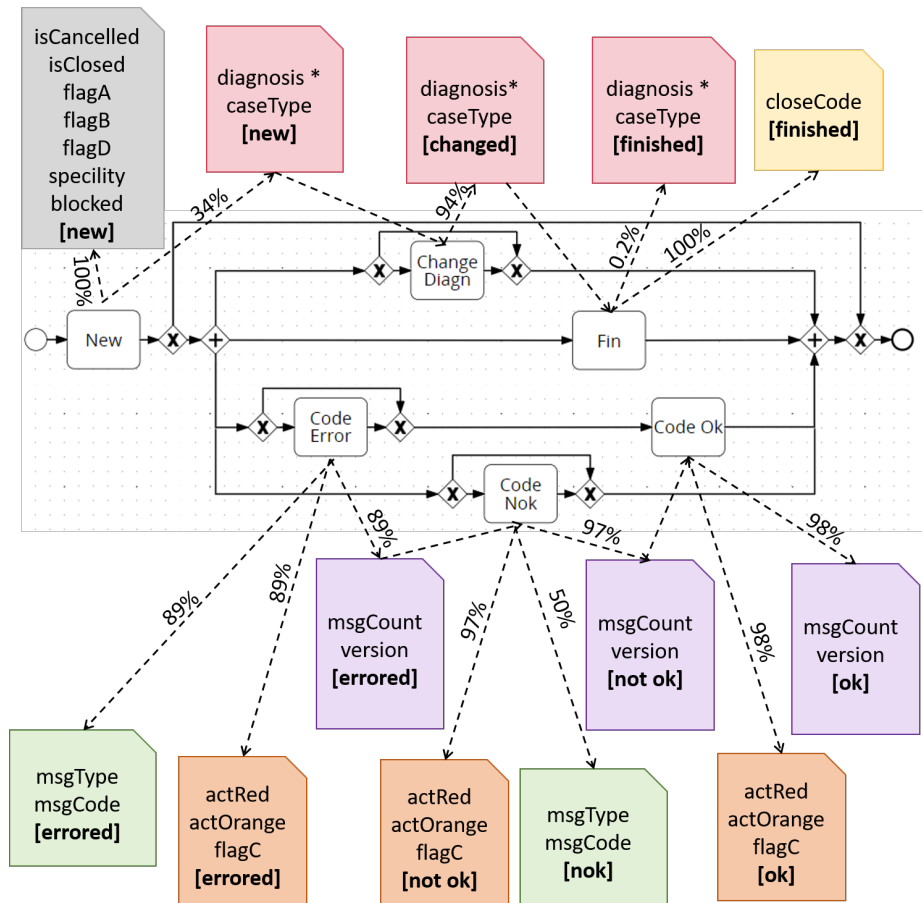 isCancelled
isClosed
flagA
flagB
flagD
specility
blocked
[new]
diagnosis *
caseType
[new]
diagnosis*
caseType
[changed]
diagnosis *
caseType
[finished]
closeCode
[finished]
100%
34%
94%
0.2%
100%
New
X
+
X
Change
Diagn
X
Fin
+
X
X
Code
Error
X
Code Ok
X
Code
Nok
X
89%
89%
89%
97%
50%
97%
98%
98%
msgCount
version
[errored]
msgCount
version
[not ok]
msgCount
version
[ok]
msgType
msgCode
[errored]
actRed
actOrange
flagC
[errored]
actRed
actOrange
flagC
[not ok]
msgType
msgCode
[nok]
actRed
actOrange
flagC
[ok]